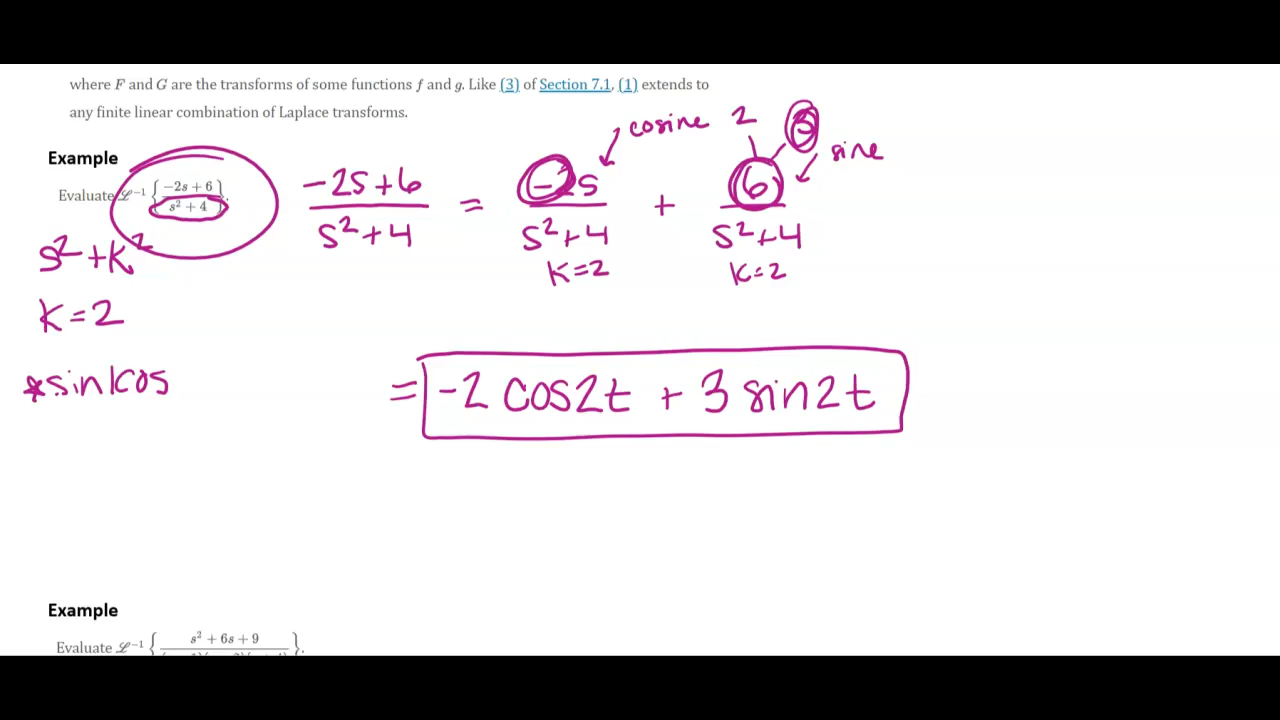 where F and G are the transforms of some functions f and g. Like (3) of Section 7.1, (1) extends to
any finite linear combination of Laplace transforms.
cosine 2 3
sine
Example
Evaluate ℒ⁻¹ { (−2s + 6)/(s² + 4) }.
(-2s+6)/(s²+4) = -2s/(s²+4) + 6/(s²+4)
s²+k²
k=2 k=2
k=2
*sin/cos
= -2 cos2t + 3 sin2t
Example
Evaluate ℒ⁻¹ { s² + 6s + 9 }.